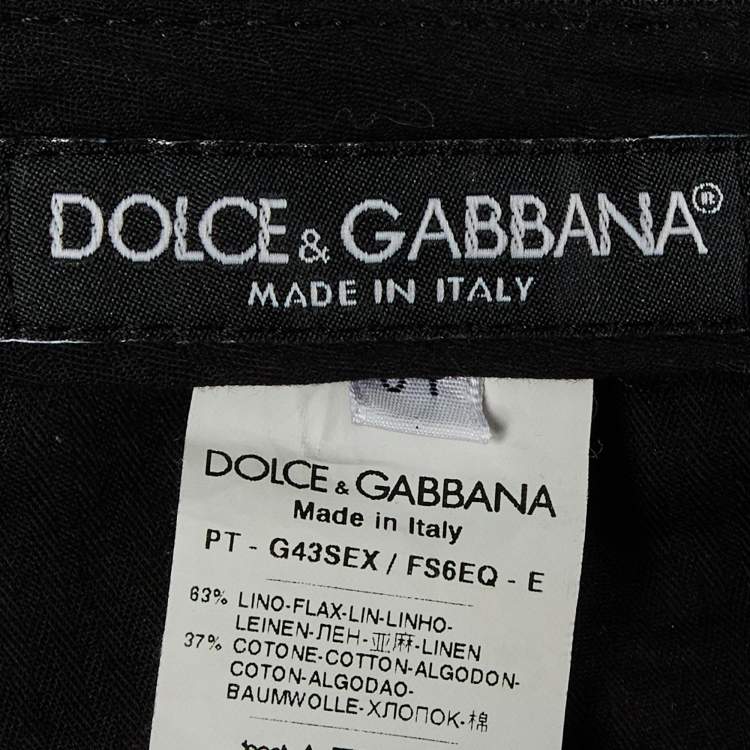 DOLCE & GABBANA®
MADE IN ITALY
DOLCE & GABBANA
Made in Italy
PT - G43SEX / FS6EQ - E
63% LINO-FLAX-LIN-LINHO-
LEINEN-ЛЕН-亚麻-LINEN
37% COTONE-COTTON-ALGODON-
COTON-ALGODAO-
BAUMWOLLE-ХЛОПОК-棉